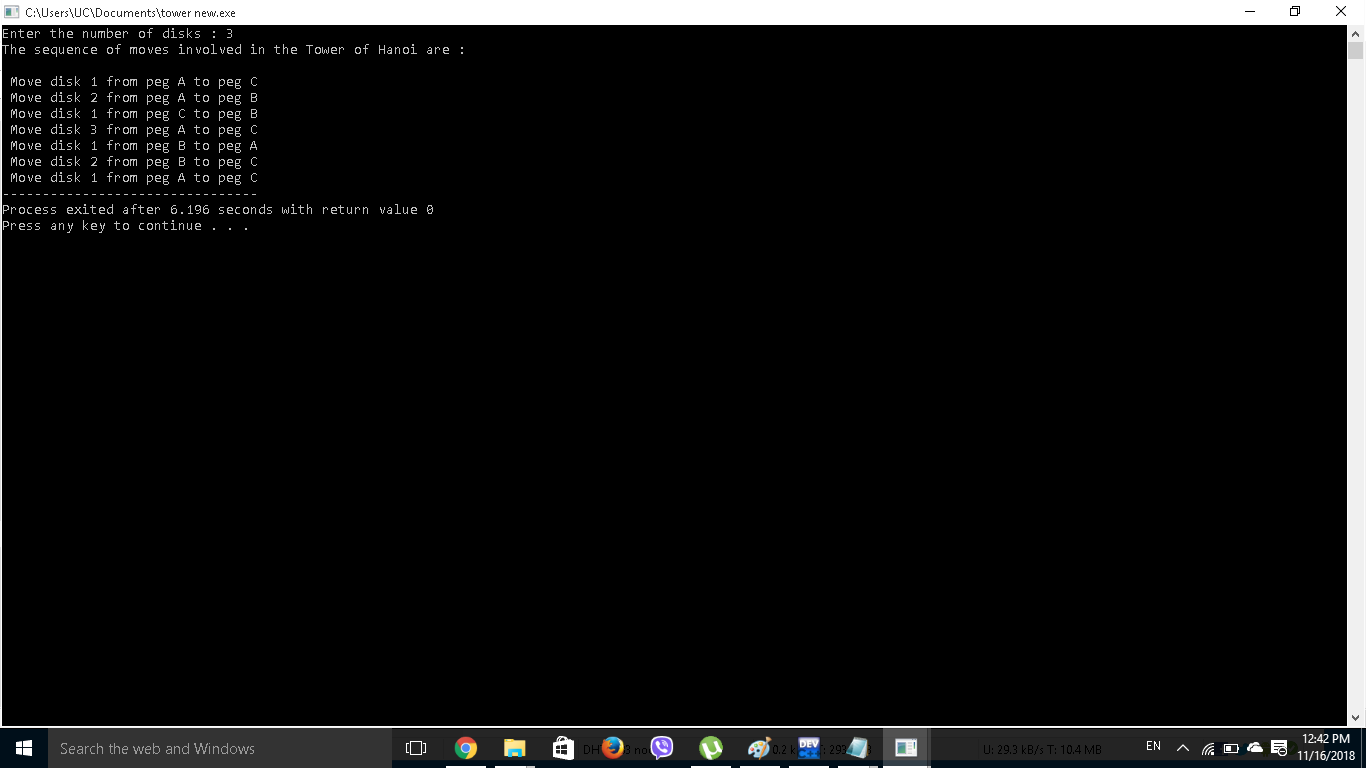 C:\Users\UC\Documents\tower new.exe
Enter the number of disks : 3
The sequence of moves involved in the Tower of Hanoi are :
Move disk 1 from peg A to peg C
Move disk 2 from peg A to peg B
Move disk 1 from peg C to peg B
Move disk 3 from peg A to peg C
Move disk 1 from peg B to peg A
Move disk 2 from peg B to peg C
Move disk 1 from peg A to peg C
--------------------------------
Process exited after 6.196 seconds with return value 0
Press any key to continue . . .
Search the web and Windows
DEV
U: 29.3 kB/s T: 10.4 MB
EN
12:42 PM
11/16/2018